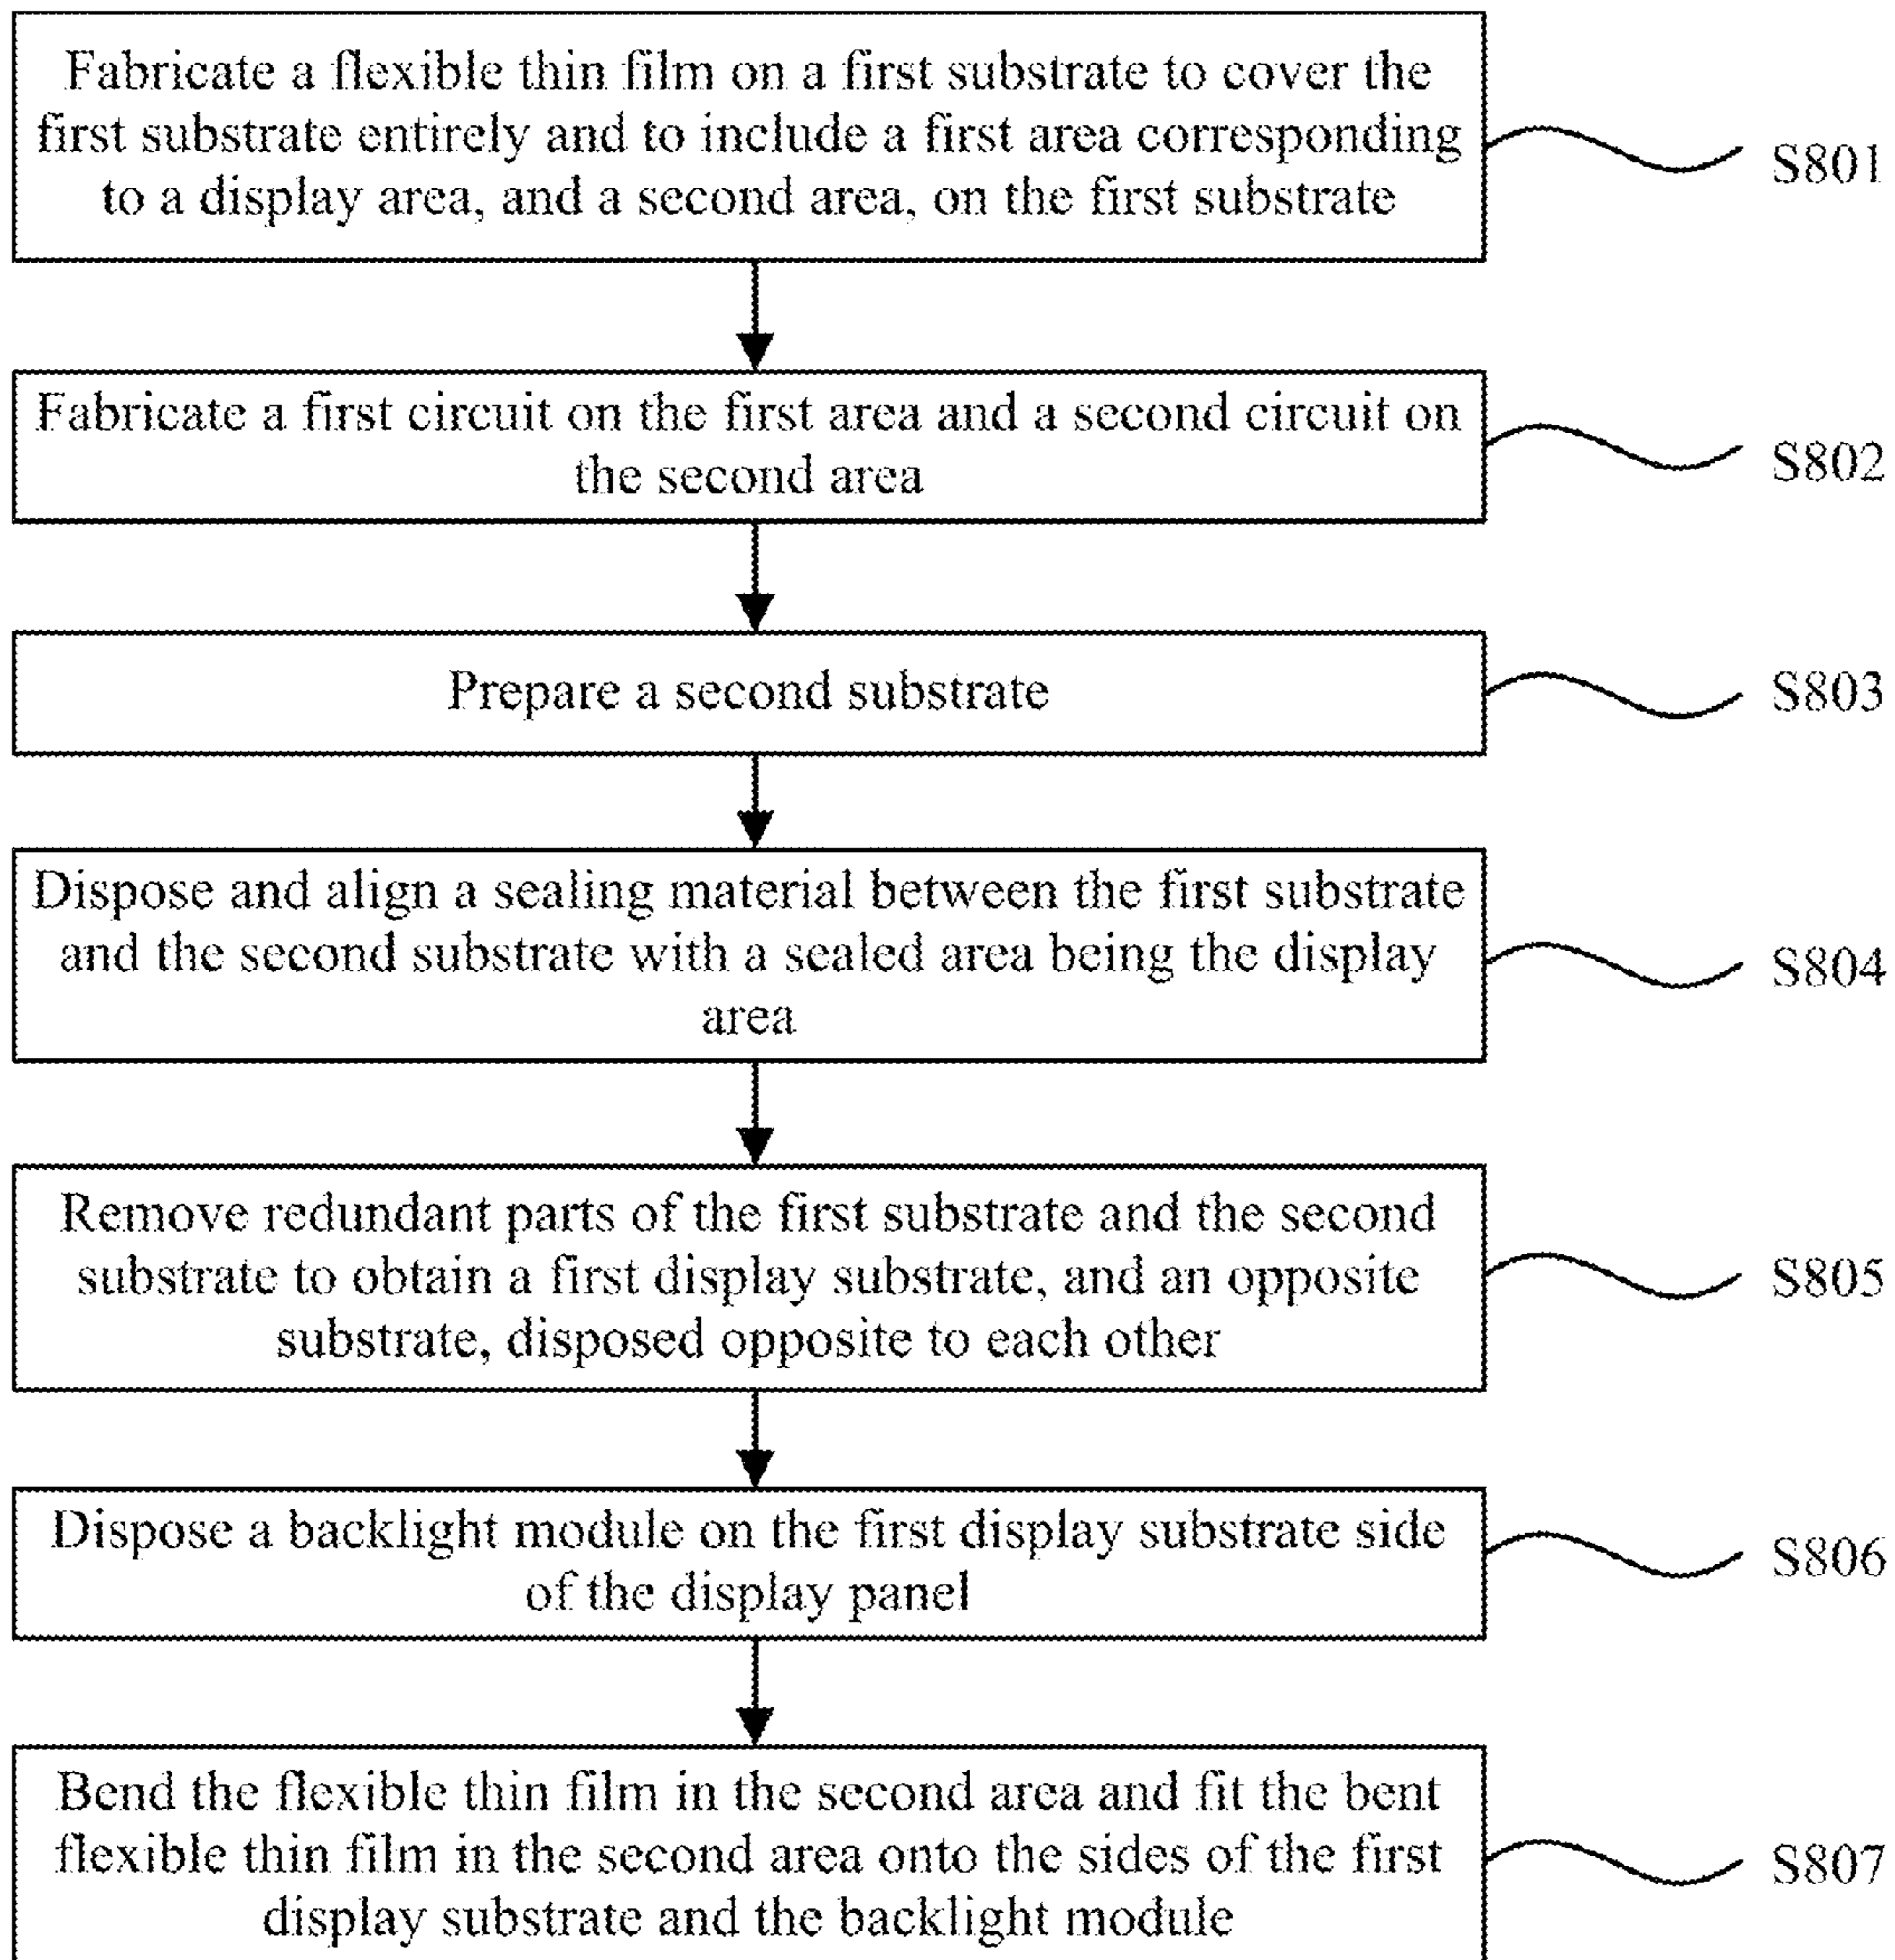 Fabricate a flexible thin film on a first substrate to cover the
first substrate entirely and to include a first area corresponding
to a display area, and a second area, on the first substrate
S801
Fabricate a first circuit on the first area and a second circuit on
the second area
S802
Prepare a second substrate
S803
Dispose and align a sealing material between the first substrate
and the second substrate with a sealed area being the display
area
S804
Remove redundant parts of the first substrate and the second
substrate to obtain a first display substrate, and an opposite
substrate, disposed opposite to each other
S805
Dispose a backlight module on the first display substrate side
of the display panel
S806
Bend the flexible thin film in the second area and fit the bent
flexible thin film in the second area onto the sides of the first
display substrate and the backlight module
S807